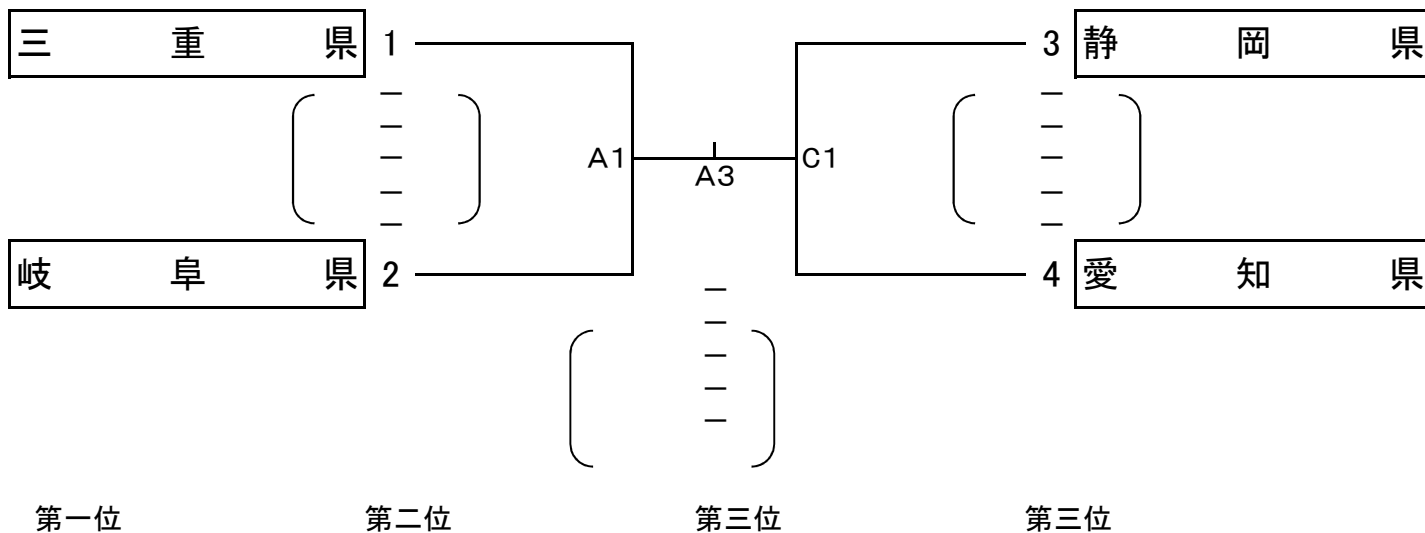 三重県 1 3 静岡県
—　—
—　—
A1 —　A3　— C1
—　—
—　—
岐阜県 2 4 愛知県
—
—
—
—
—
第一位 第二位 第三位 第三位